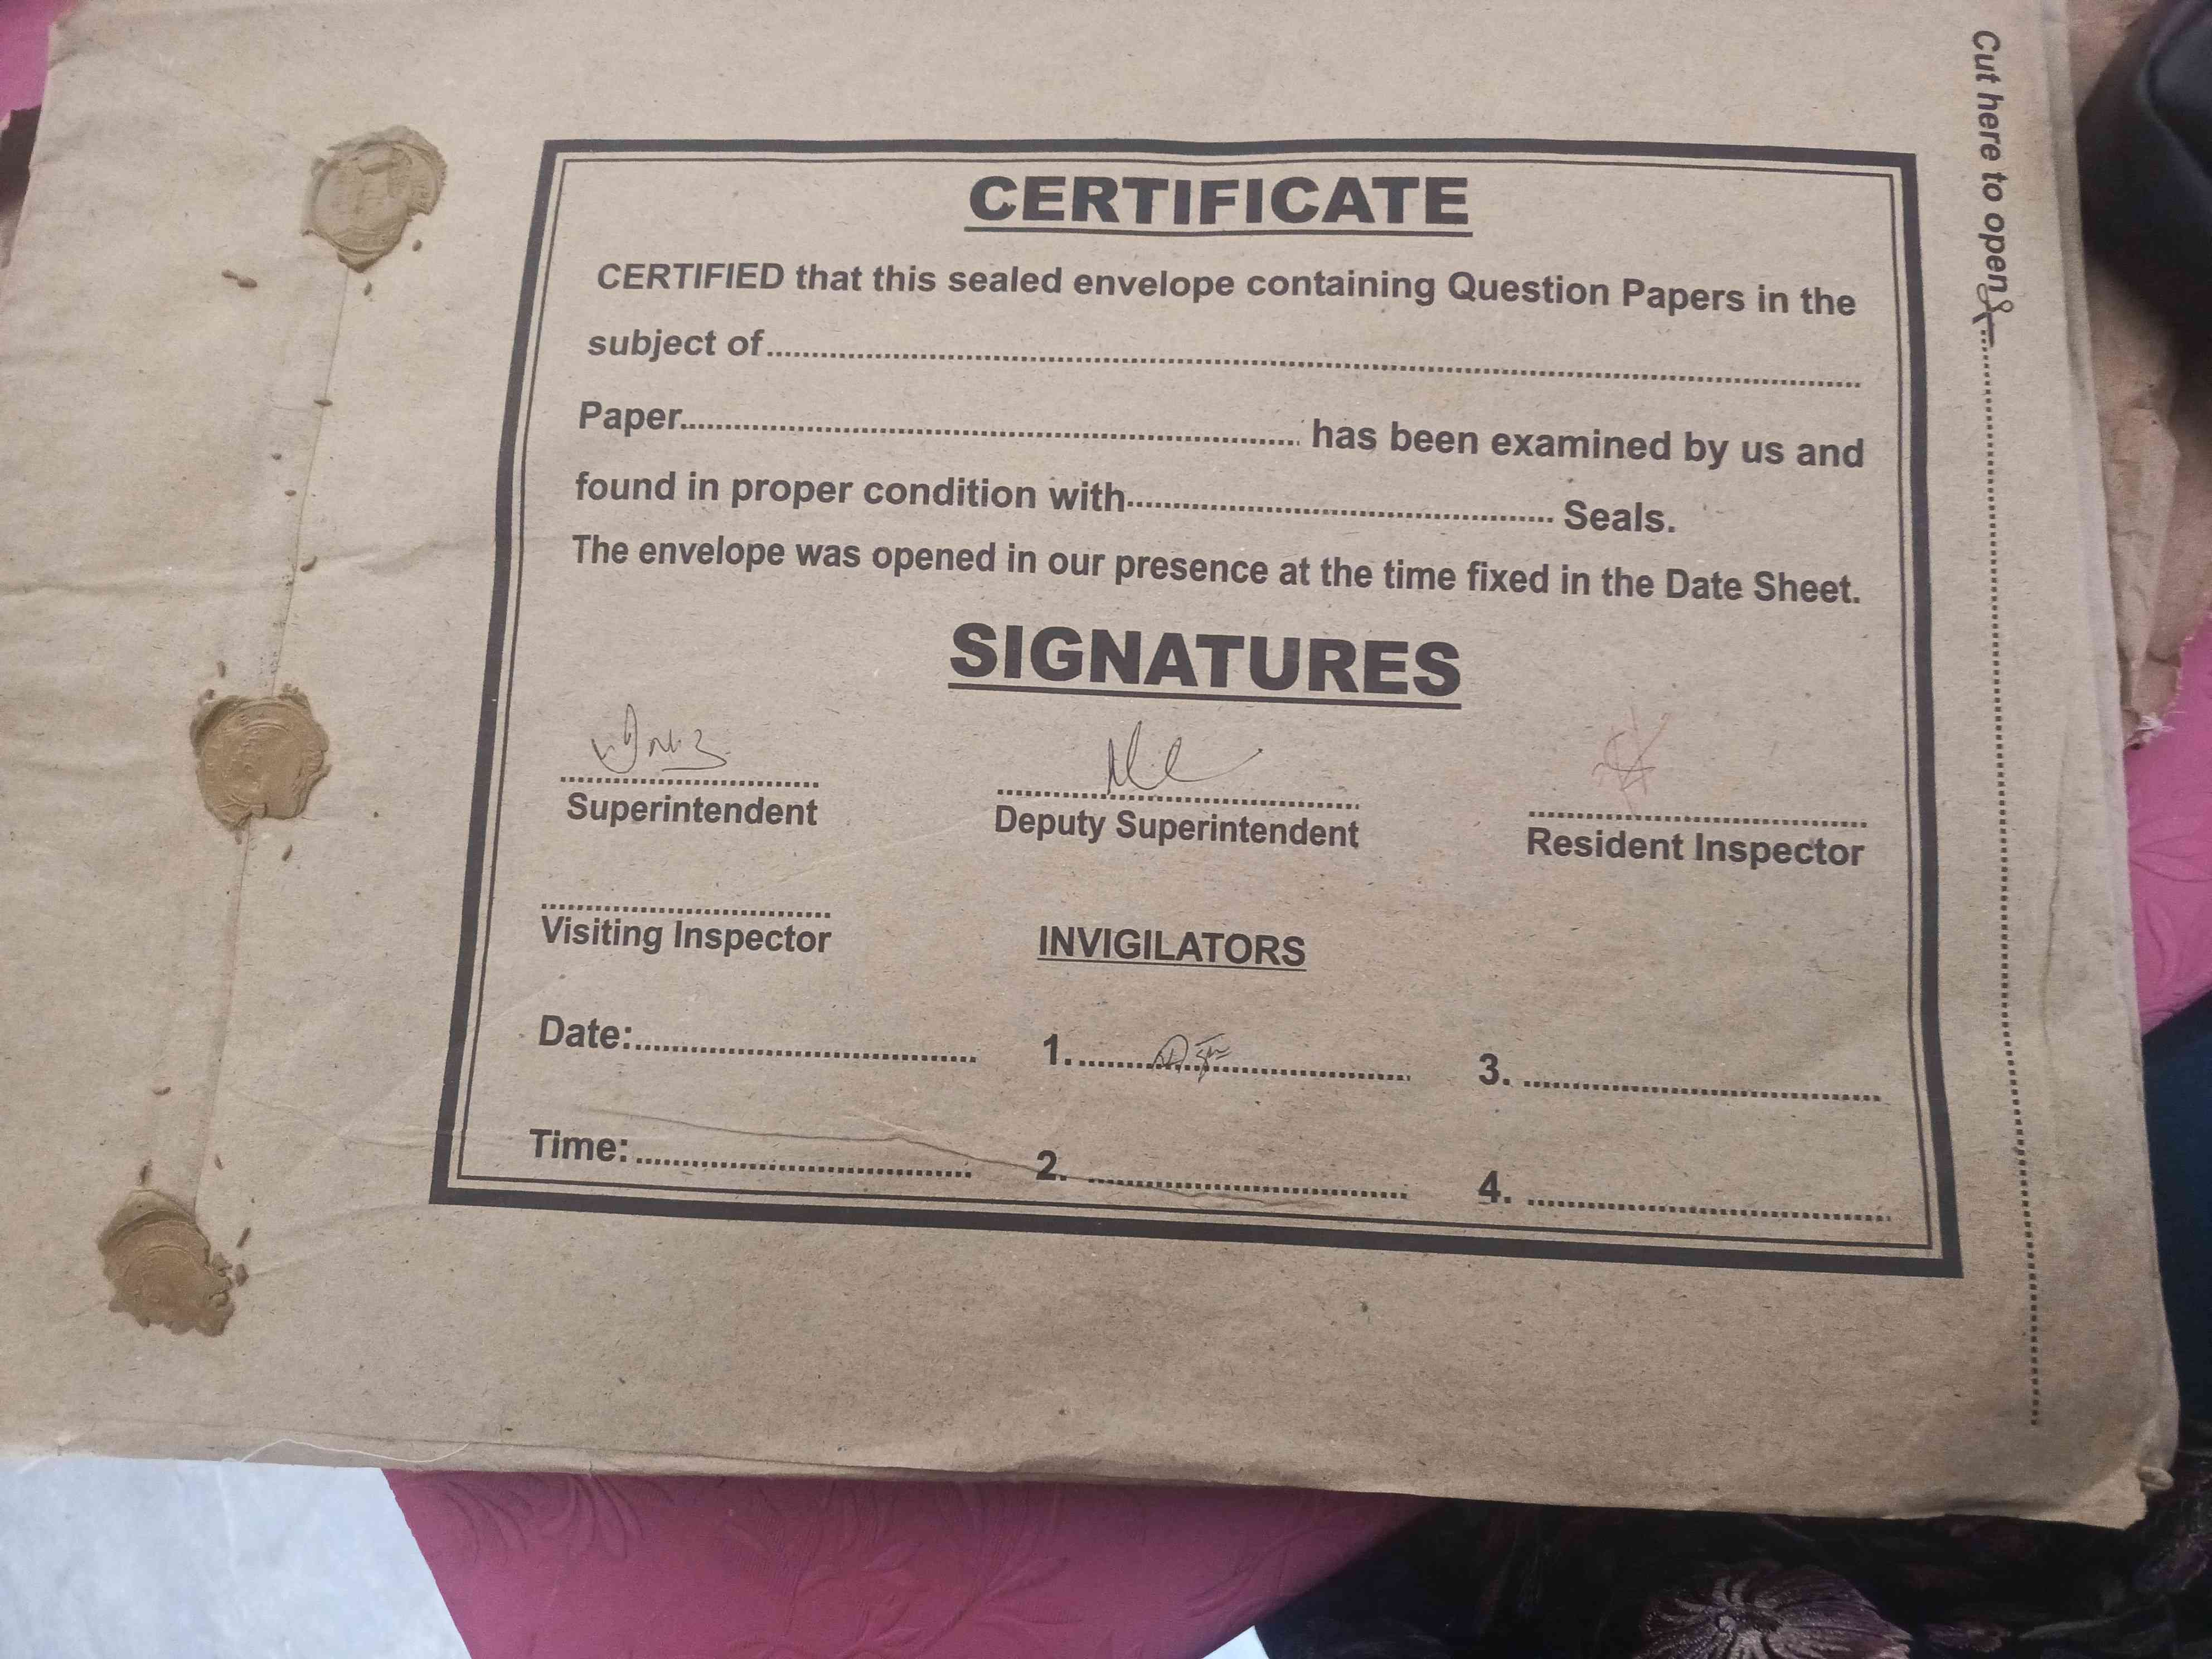 Cut here to open
CERTIFICATE
CERTIFIED that this sealed envelope containing Question Papers in the
subject of
Paper has been examined by us and
found in proper condition with Seals.
The envelope was opened in our presence at the time fixed in the Date Sheet.
SIGNATURES
Superintendent Deputy Superintendent Resident Inspector
Visiting Inspector INVIGILATORS
Date: 1. 3.
Time: 2. 4.